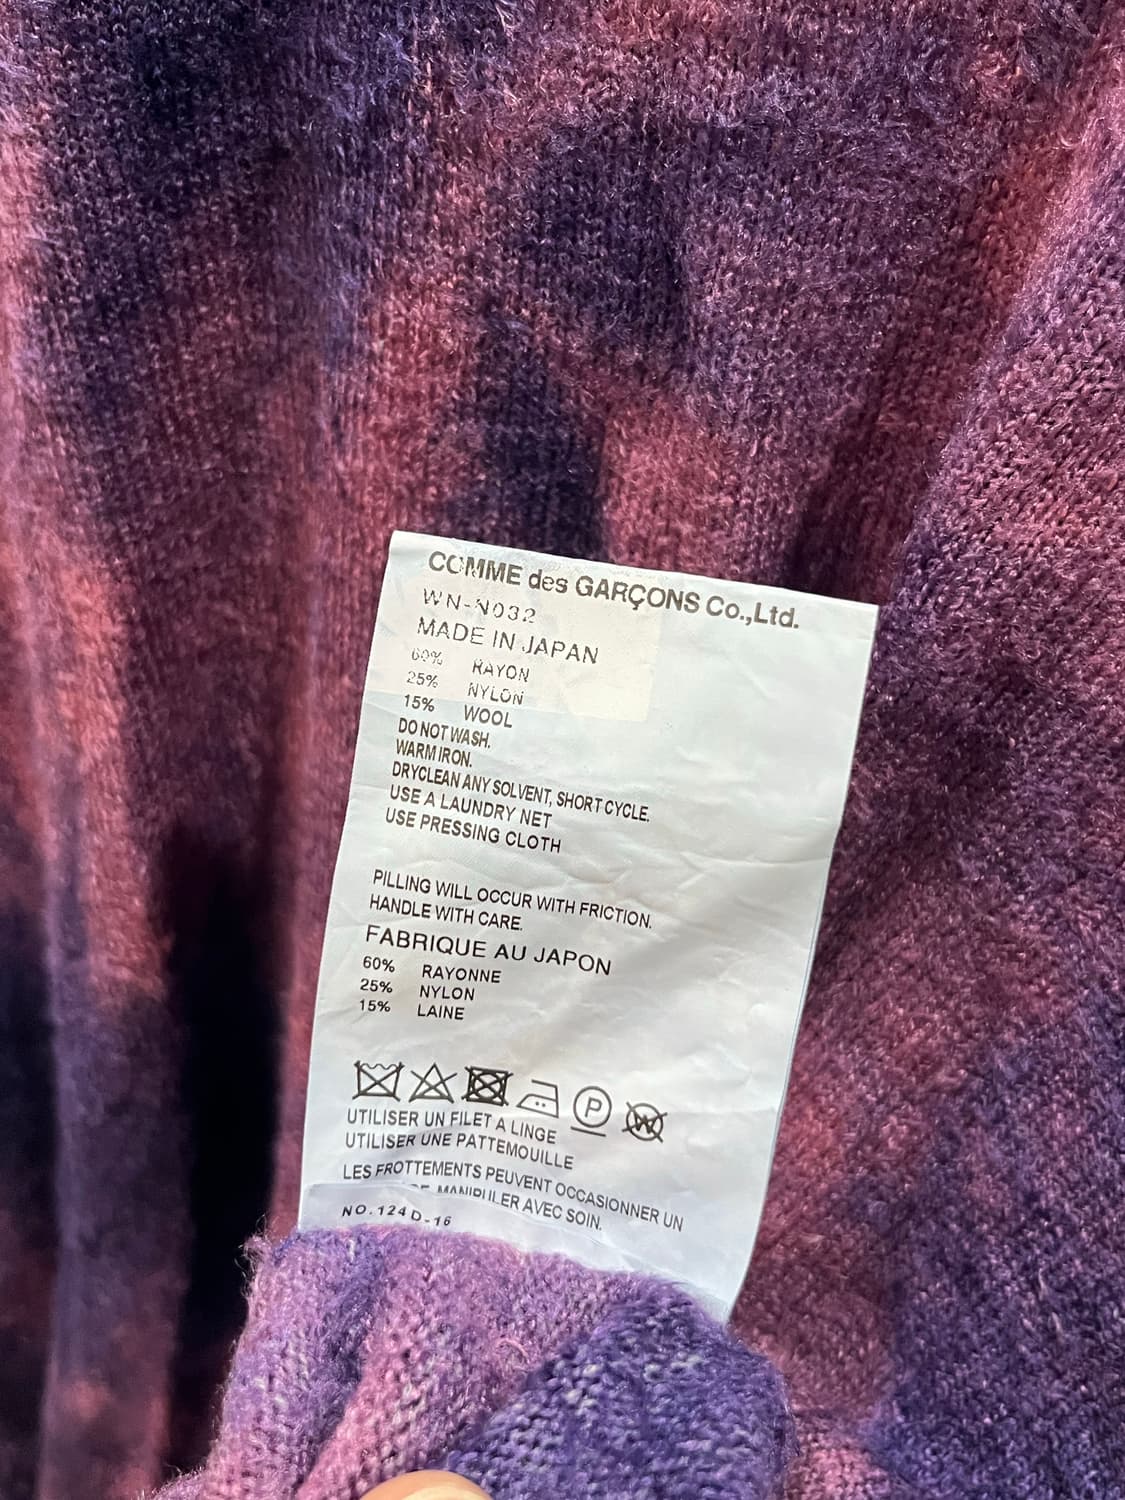 COMME des GARÇONS Co.,Ltd.
WN-N032
MADE IN JAPAN
60% RAYON
25% NYLON
15% WOOL
DO NOT WASH.
WARM IRON.
DRYCLEAN ANY SOLVENT, SHORT CYCLE.
USE A LAUNDRY NET
USE PRESSING CLOTH
PILLING WILL OCCUR WITH FRICTION.
HANDLE WITH CARE.
FABRIQUE AU JAPON
60% RAYONNE
25% NYLON
15% LAINE
P W
UTILISER UN FILET A LINGE
UTILISER UNE PATTEMOUILLE
LES FROTTEMENTS PEUVENT OCCASIONNER UN
MANIPULER AVEC SOIN.
NO.124D-16